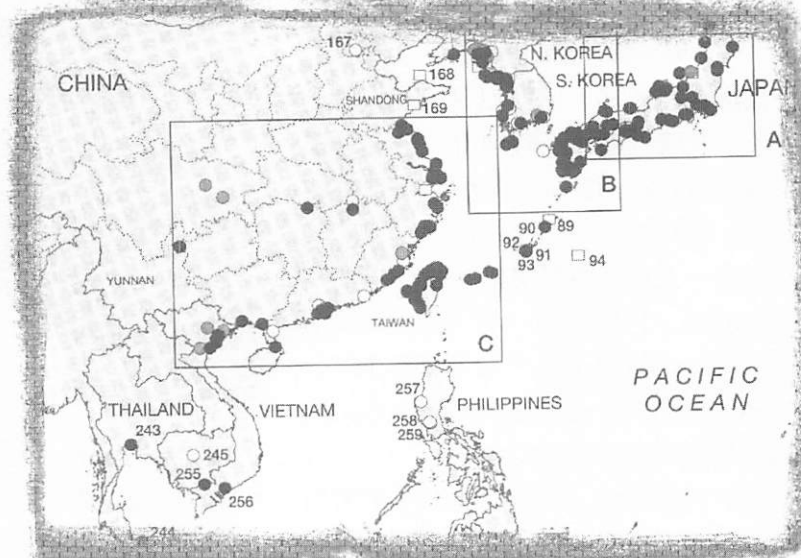 167
N. KOREA
CHINA
168
S. KOREA
JAPAN
SHANDONG
169
A
B
90
89
92
91
93
94
YUNNAN
TAIWAN
C
PACIFIC
OCEAN
257
THAILAND
VIETNAM
PHILIPPINES
258
243
259
245
255
256
244